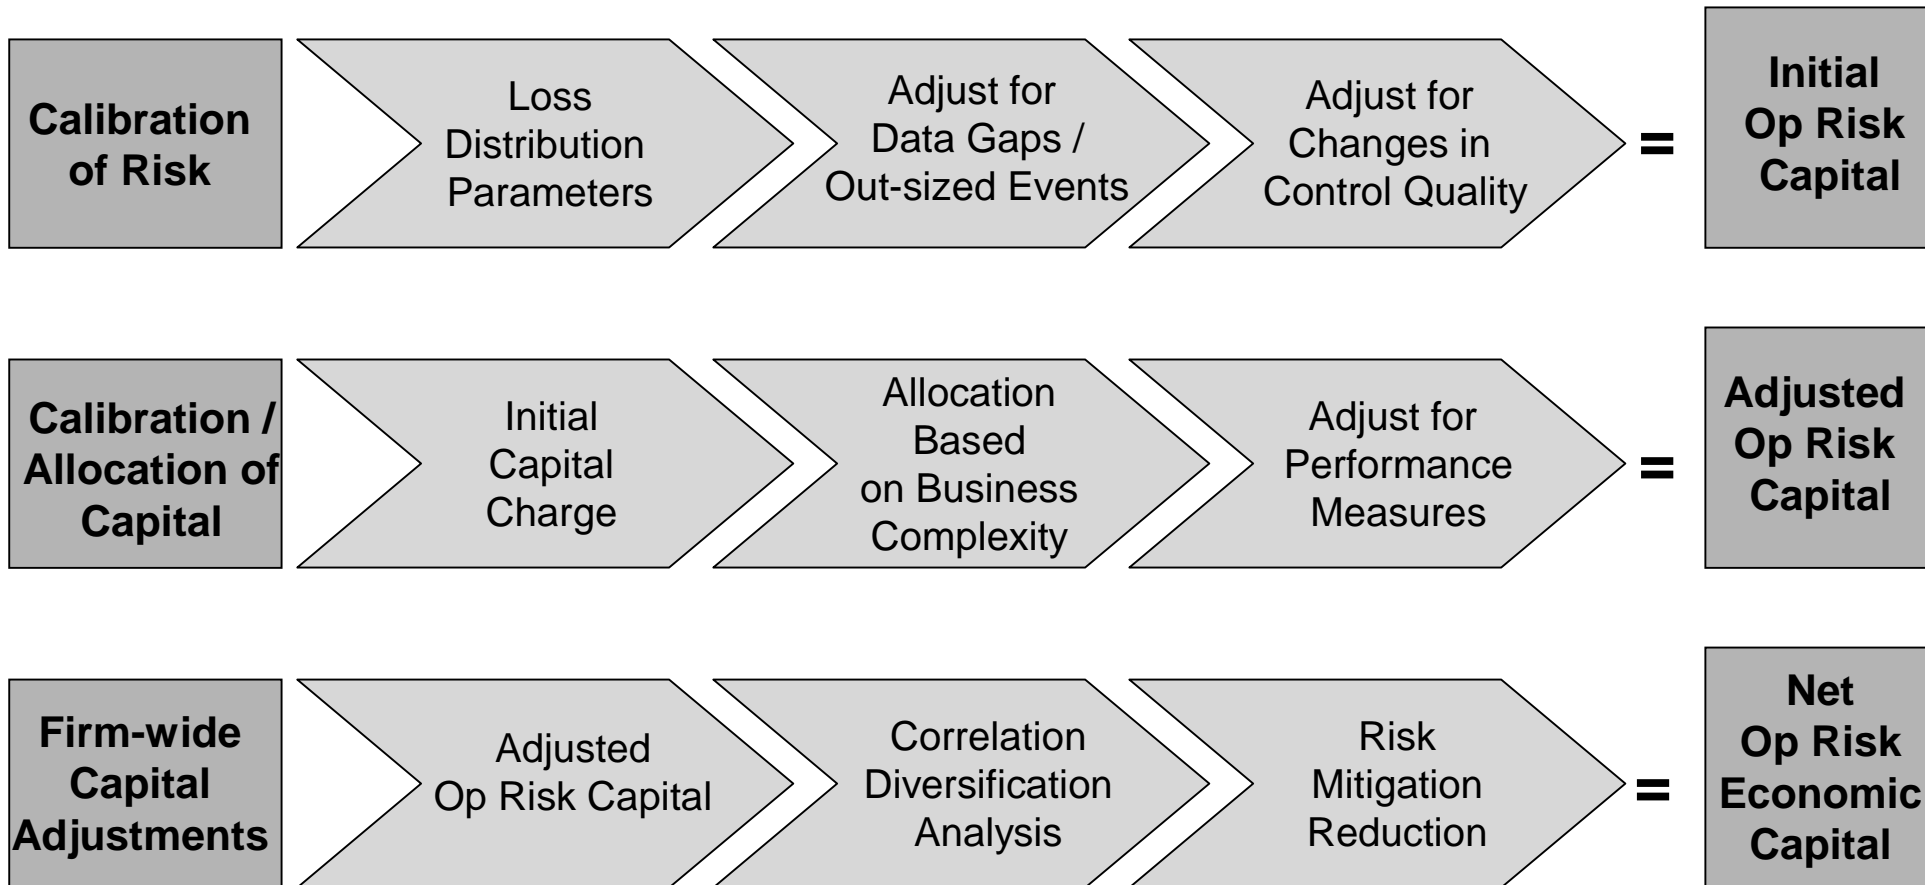 Calibration
of Risk
Loss
Distribution
Parameters
Adjust for
Data Gaps /
Out-sized Events
Adjust for
Changes in
Control Quality
=
Initial
Op Risk
Capital
Calibration /
Allocation of
Capital
Initial
Capital
Charge
Allocation
Based
on Business
Complexity
Adjust for
Performance
Measures
=
Adjusted
Op Risk
Capital
Firm-wide
Capital
Adjustments
Adjusted
Op Risk Capital
Correlation
Diversification
Analysis
Risk
Mitigation
Reduction
=
Net
Op Risk
Economic
Capital